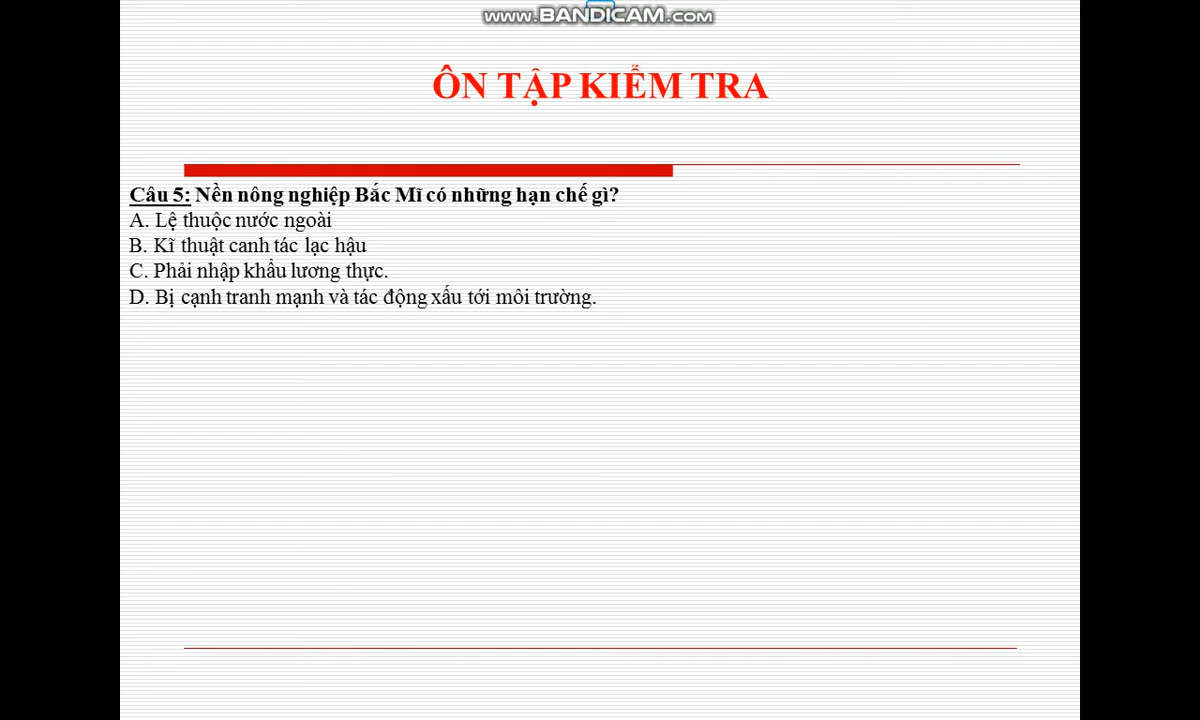 www.BANDICAM.com
ÔN TẬP KIỂM TRA
Câu 5: Nền nông nghiệp Bắc Mĩ có những hạn chế gì?
A. Lệ thuộc nước ngoài
B. Kĩ thuật canh tác lạc hậu
C. Phải nhập khẩu lương thực.
D. Bị cạnh tranh mạnh và tác động xấu tới môi trường.